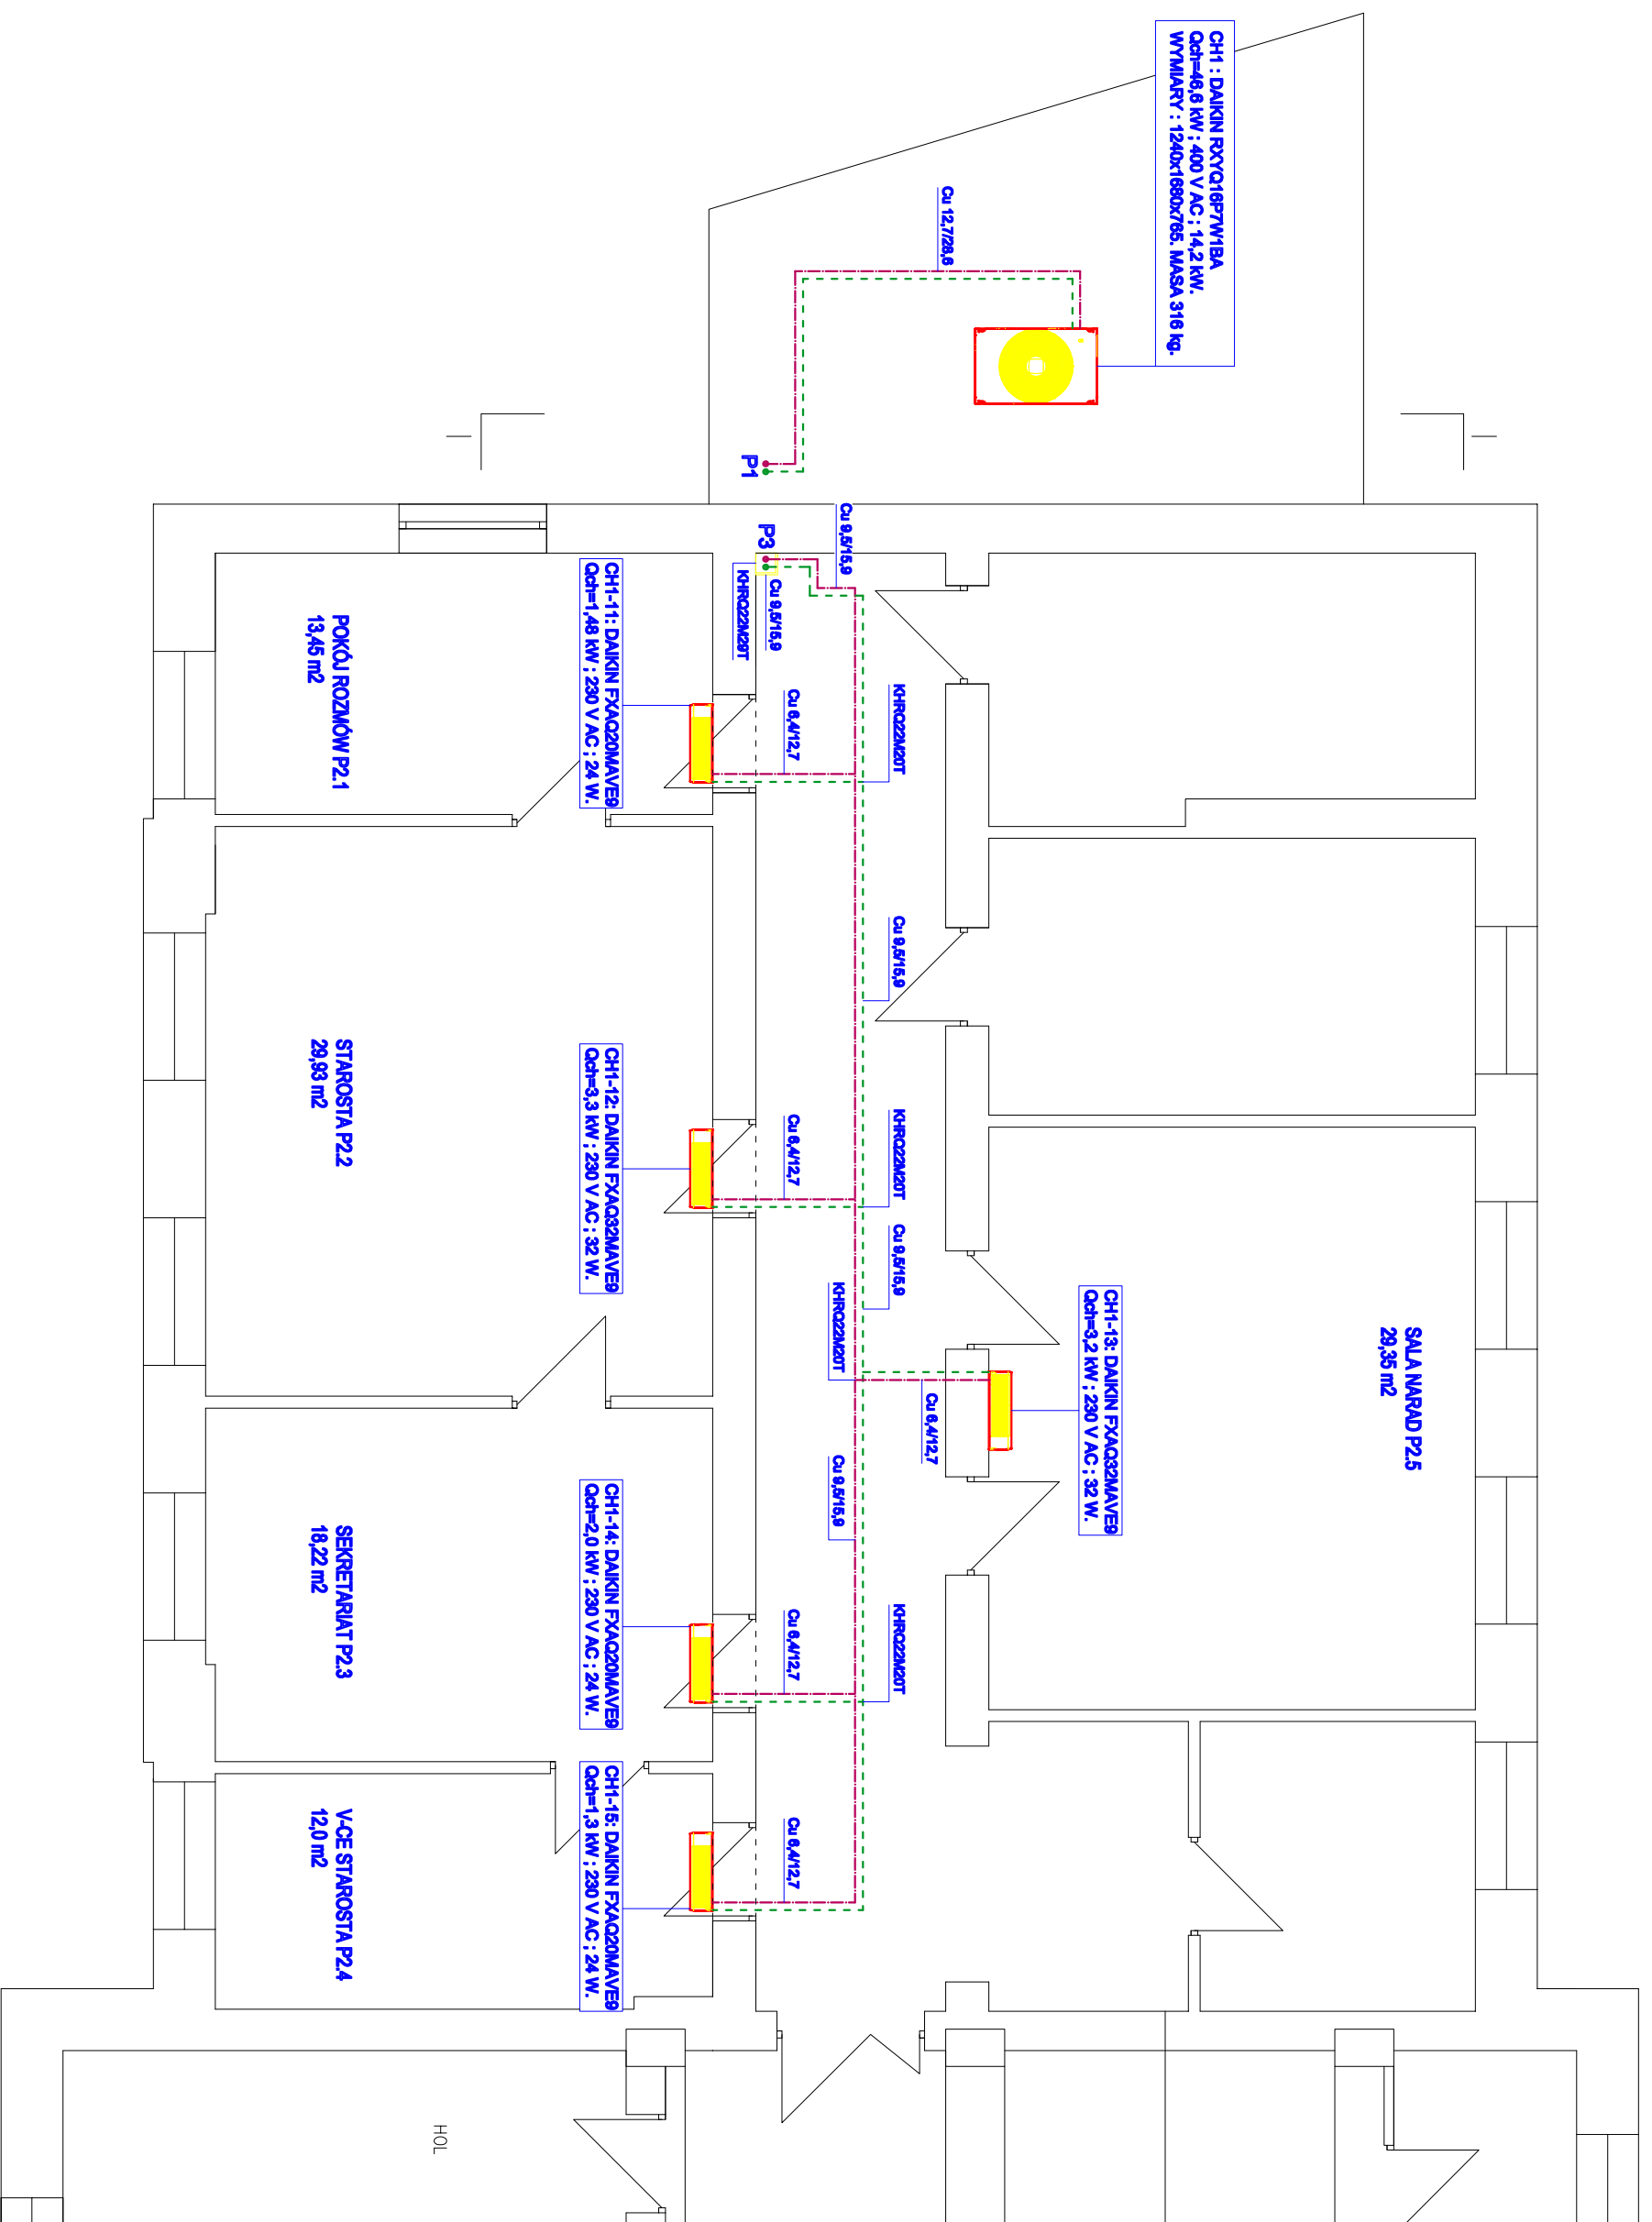 CH1 : DAIKIN RXYQ16P7W1BA
Qch=46,6 kW ; 400 V AC ; 14,2 kW.
WYMIARY : 1240x1680x765. MASA 316 kg.
Cu 12,7/28,6
P1
P3
Cu 9,5/15,9
Cu 9,5/15,9
KHRQ22M29T
CH1-11: DAIKIN FXAQ20MAVE9
Qch=1,48 kW ; 230 V AC ; 24 W.
POKÓJ ROZMÓW P2.1
13,45 m2
KHRQ22M20T
Cu 6,4/12,7
Cu 9,5/15,9
CH1-12: DAIKIN FXAQ32MAVE9
Qch=3,3 kW ; 230 V AC ; 32 W.
STAROSTA P2.2
29,93 m2
KHRQ22M20T
Cu 6,4/12,7
Cu 9,5/15,9
KHRQ22M20T
SALA NARAD P2.5
29,35 m2
CH1-13: DAIKIN FXAQ32MAVE9
Qch=3,2 kW ; 230 V AC ; 32 W.
Cu 6,4/12,7
Cu 9,5/15,9
CH1-14: DAIKIN FXAQ20MAVE9
Qch=2,0 kW ; 230 V AC ; 24 W.
SEKRETARIAT P2.3
18,22 m2
KHRQ22M20T
Cu 6,4/12,7
CH1-15: DAIKIN FXAQ20MAVE9
Qch=1,3 kW ; 230 V AC ; 24 W.
V-CE STAROSTA P2.4
12,0 m2
Cu 6,4/12,7
HOL